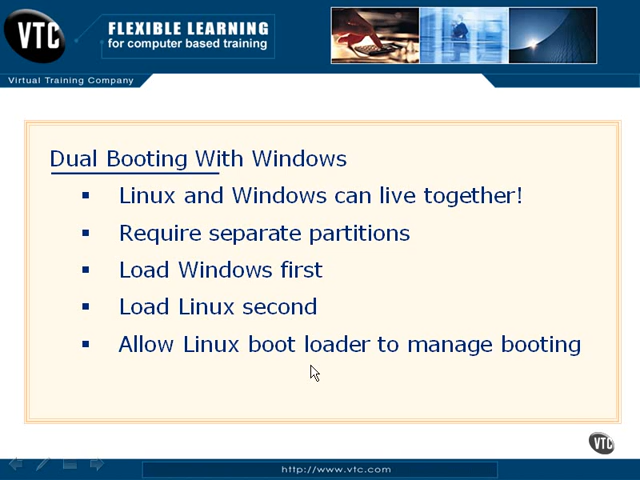 VTC
FLEXIBLE LEARNING
for computer based training
Virtual Training Company
Dual Booting With Windows
▪ Linux and Windows can live together!
▪ Require separate partitions
▪ Load Windows first
▪ Load Linux second
▪ Allow Linux boot loader to manage booting
VTC
http://www.vtc.com